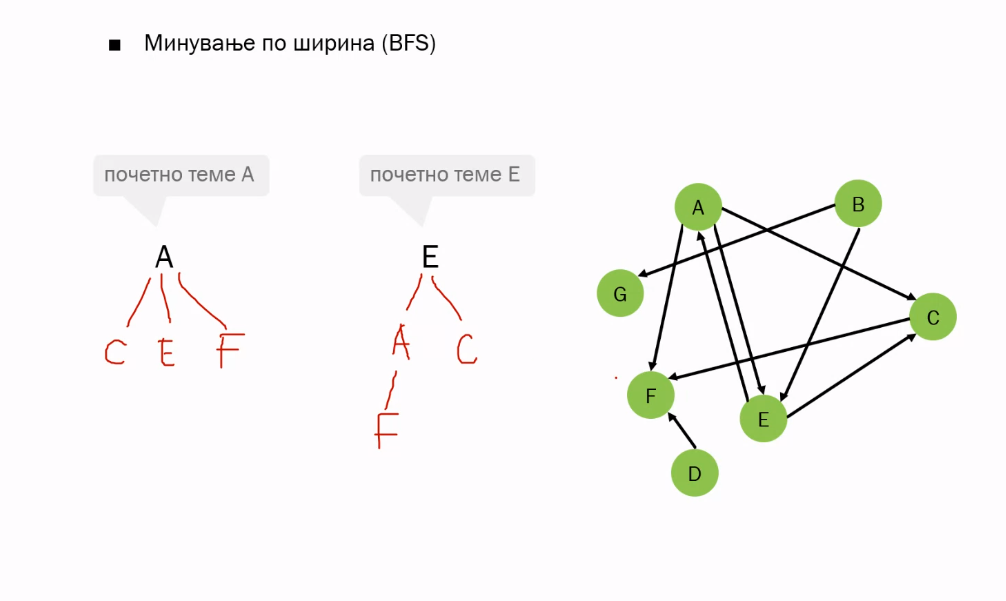 Минување по ширина (BFS)
почетно теме A
почетно теме E
A
C E F
E
A C
F
A
B
G
C
F
E
D